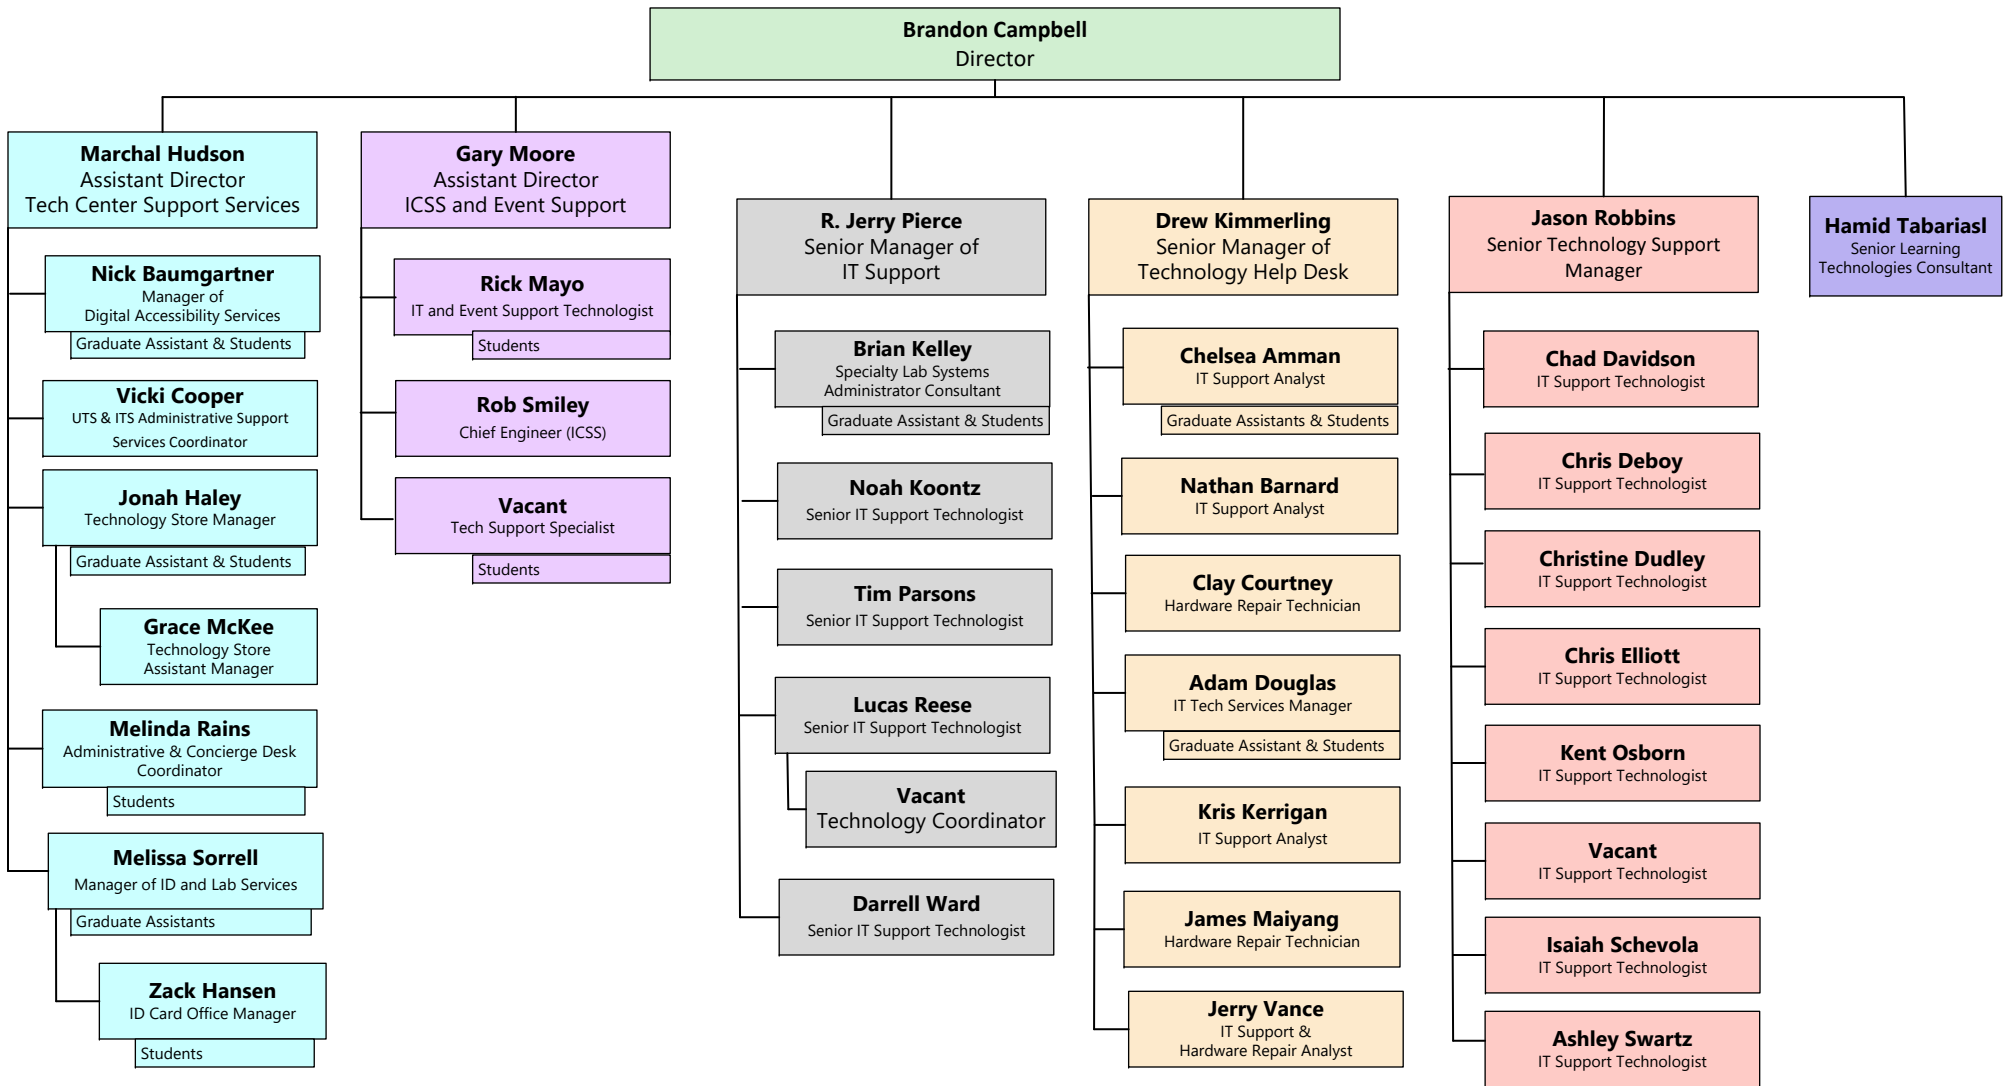 Brandon Campbell
Director
Marchal Hudson
Assistant Director
Tech Center Support Services
Nick Baumgartner
Manager of
Digital Accessibility Services
Graduate Assistant & Students
Vicki Cooper
UTS & ITS Administrative Support
Services Coordinator
Jonah Haley
Technology Store Manager
Graduate Assistant & Students
Grace McKee
Technology Store
Assistant Manager
Melinda Rains
Administrative & Concierge Desk
Coordinator
Students
Melissa Sorrell
Manager of ID and Lab Services
Graduate Assistants
Zack Hansen
ID Card Office Manager
Students
Gary Moore
Assistant Director
ICSS and Event Support
Rick Mayo
IT and Event Support Technologist
Students
Rob Smiley
Chief Engineer (ICSS)
Vacant
Tech Support Specialist
Students
R. Jerry Pierce
Senior Manager of
IT Support
Brian Kelley
Specialty Lab Systems
Administrator Consultant
Graduate Assistant & Students
Noah Koontz
Senior IT Support Technologist
Tim Parsons
Senior IT Support Technologist
Lucas Reese
Senior IT Support Technologist
Vacant
Technology Coordinator
Darrell Ward
Senior IT Support Technologist
Drew Kimmerling
Senior Manager of
Technology Help Desk
Chelsea Amman
IT Support Analyst
Graduate Assistants & Students
Nathan Barnard
IT Support Analyst
Clay Courtney
Hardware Repair Technician
Adam Douglas
IT Tech Services Manager
Graduate Assistant & Students
Kris Kerrigan
IT Support Analyst
James Maiyang
Hardware Repair Technician
Jerry Vance
IT Support &
Hardware Repair Analyst
Jason Robbins
Senior Technology Support
Manager
Chad Davidson
IT Support Technologist
Chris Deboy
IT Support Technologist
Christine Dudley
IT Support Technologist
Chris Elliott
IT Support Technologist
Kent Osborn
IT Support Technologist
Vacant
IT Support Technologist
Isaiah Schevola
IT Support Technologist
Ashley Swartz
IT Support Technologist
Hamid Tabariasl
Senior Learning
Technologies Consultant